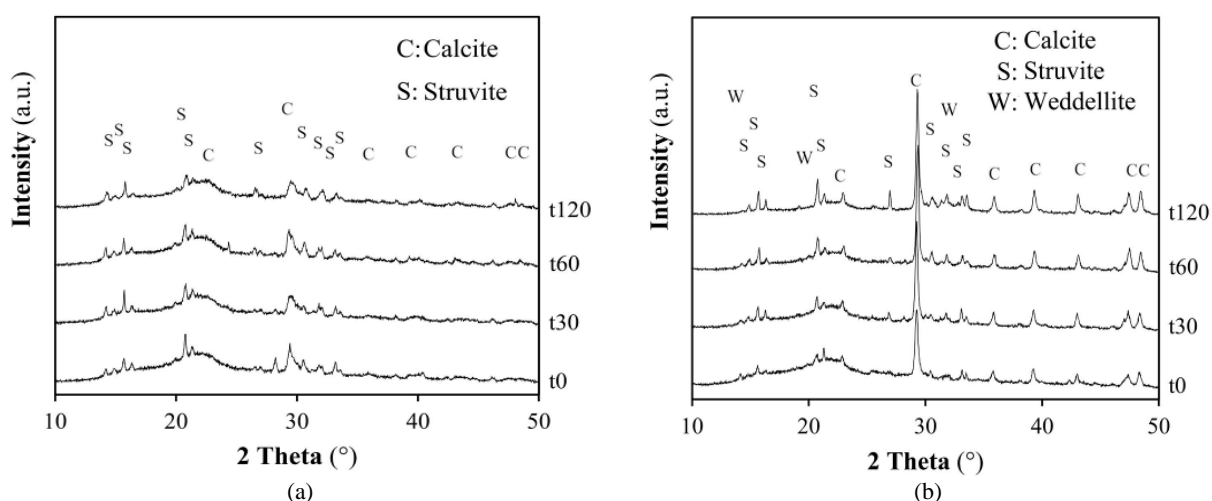 C: Calcite
S: Struvite
C
S
S S
S S
S S
S S S C S S C C C CC
Intensity (a.u.)
t120
t60
t30
t0
10 20 30 40 50
2 Theta (°)
(a)
C: Calcite
S: Struvite
W: Weddellite
C
W S
W
S S
S S S S
W
S C S S C C C CC
Intensity (a.u.)
t120
t60
t30
t0
10 20 30 40 50
2 Theta (°)
(b)